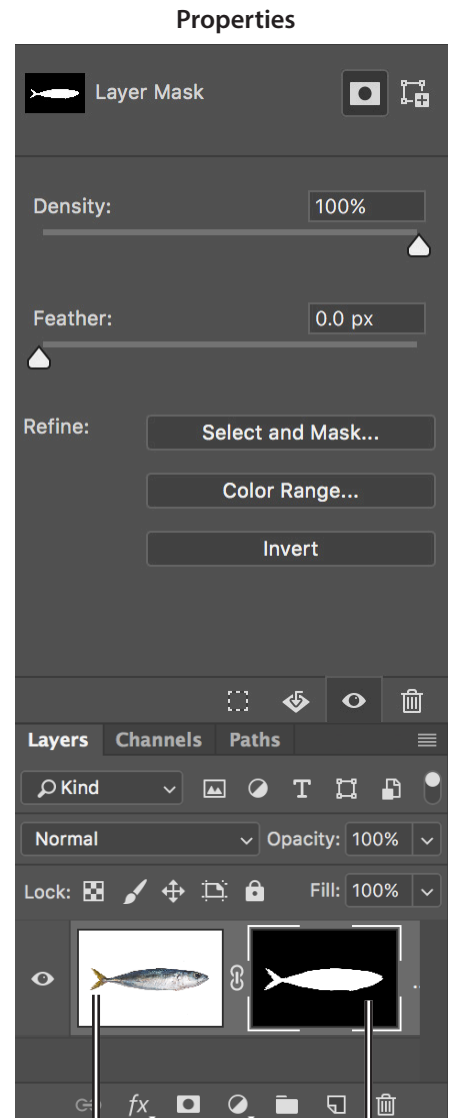 Properties
Layer Mask
Density: 100%
Feather: 0.0 px
Refine: Select and Mask...
Color Range...
Invert
Layers Channels Paths
Kind T
Normal Opacity: 100%
Lock: Fill: 100%
..
fx